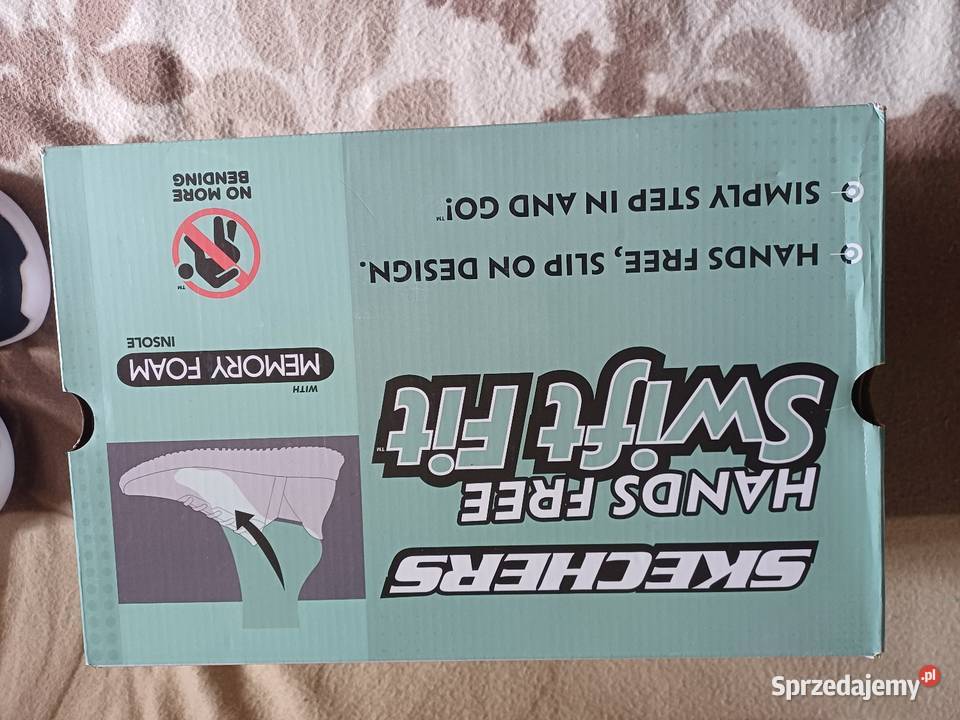 SKECHERS
HANDS FREE
Swift Fit™
HANDS FREE, SLIP ON DESIGN.
SIMPLY STEP IN AND GO!™
WITH
MEMORY FOAM
INSOLE
™
NO MORE
BENDING
Sprzedajemy.pl